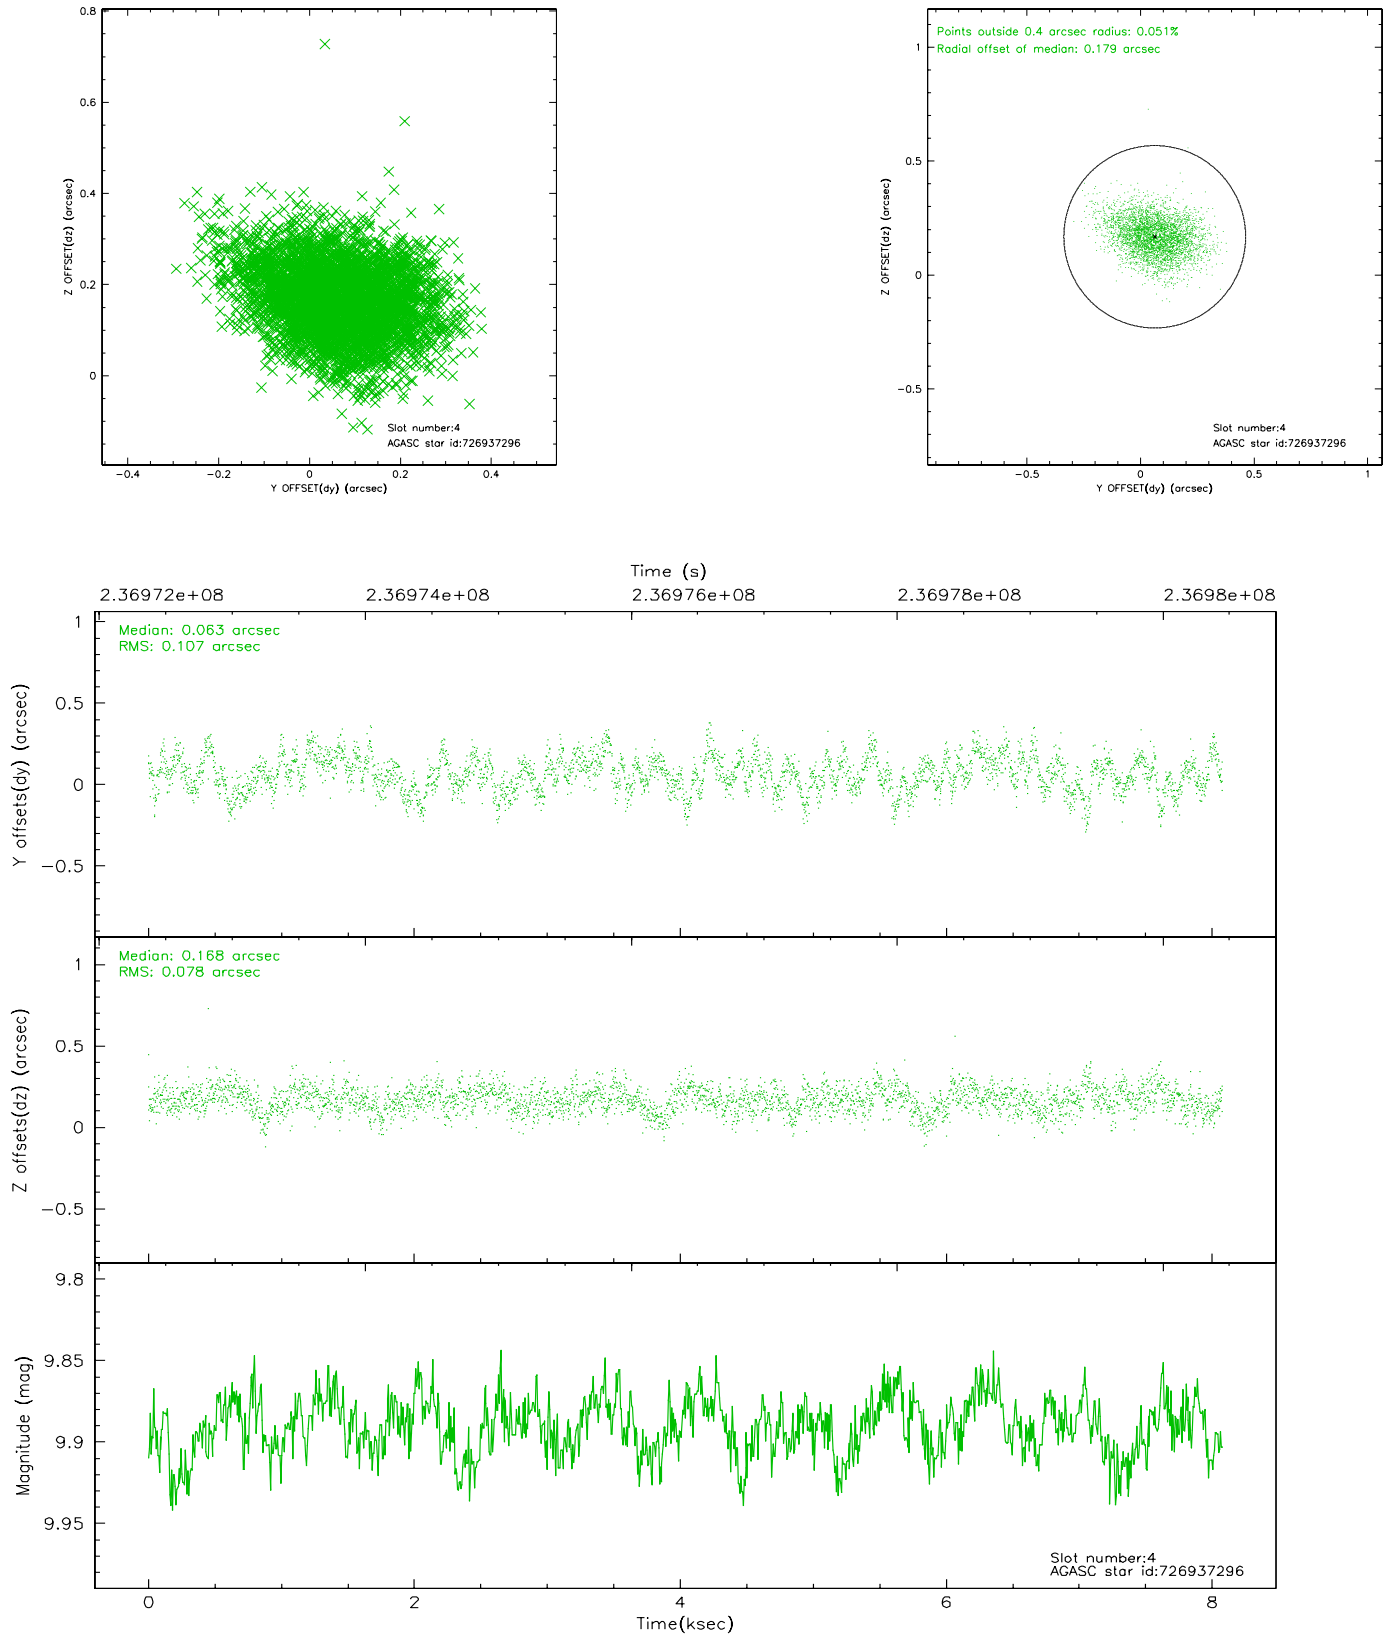 0.8
0.6
0.4
0.2
0
Z OFFSET(dz) (arcsec)
−0.4 −0.2 0 0.2 0.4
Y OFFSET(dy) (arcsec)
Slot number:4
AGASC star id:726937296
Points outside 0.4 arcsec radius: 0.051%
Radial offset of median: 0.179 arcsec
1
0.5
0
−0.5
Z OFFSET(dz) (arcsec)
−0.5 0 0.5 1
Y OFFSET(dy) (arcsec)
Slot number:4
AGASC star id:726937296
Time (s)
2.36972e+08 2.36974e+08 2.36976e+08 2.36978e+08 2.3698e+08
Median: 0.063 arcsec
RMS: 0.107 arcsec
1
0.5
0
−0.5
Y offsets(dy) (arcsec)
Median: 0.168 arcsec
RMS: 0.078 arcsec
1
0.5
0
−0.5
Z offsets(dz) (arcsec)
9.8
9.85
9.9
9.95
Magnitude (mag)
Slot number:4
AGASC star id:726937296
0 2 4 6 8
Time(ksec)